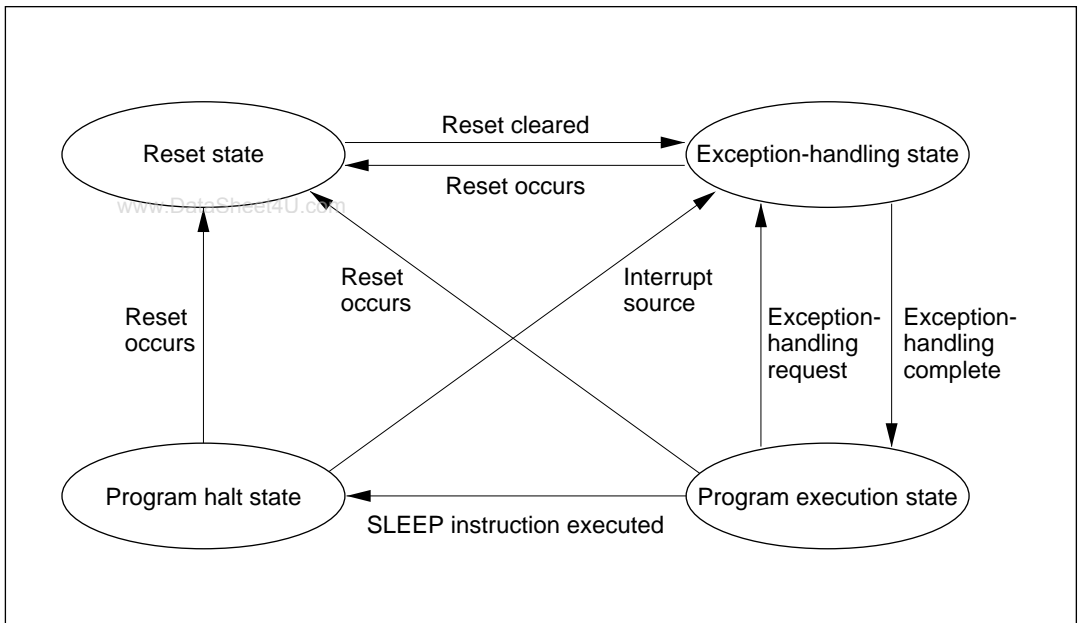 Reset cleared
Reset state
Exception-handling state
Reset occurs
www.DataSheet4U.com
Reset
occurs
Interrupt
source
Reset
occurs
Exception-
handling
request
Exception-
handling
complete
Program halt state
Program execution state
SLEEP instruction executed